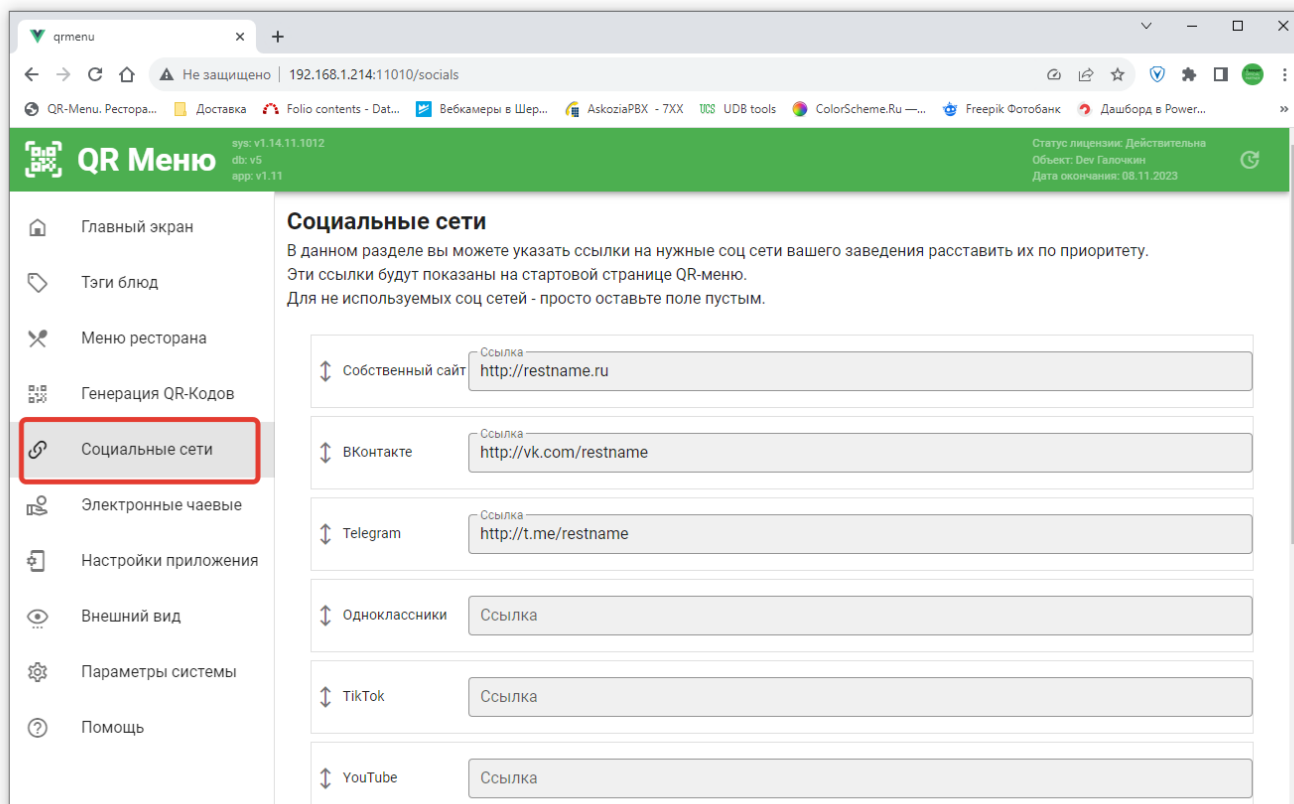 qrmenu
Не защищено | 192.168.1.214:11010/socials
QR-Menu. Рестора... Доставка Folio contents - Dat... Вебкамеры в Шер... AskoziaPBX - 7XX UCS UDB tools ColorScheme.Ru —... Freepik Фотобанк Дашборд в Power... »
QR Меню
sys: v1.14.11.1012
db: v5
app: v1.11
Статус лицензии: Действительна
Объект: Dev Галочкин
Дата окончания: 08.11.2023
Главный экран
Тэги блюд
Меню ресторана
Генерация QR-Кодов
Социальные сети
Электронные чаевые
Настройки приложения
Внешний вид
Параметры системы
Помощь
Социальные сети
В данном разделе вы можете указать ссылки на нужные соц сети вашего заведения расставить их по приоритету.
Эти ссылки будут показаны на стартовой странице QR-меню.
Для не используемых соц сетей - просто оставьте поле пустым.
Ссылка
Собственный сайт http://restname.ru
Ссылка
ВКонтакте http://vk.com/restname
Ссылка
Telegram http://t.me/restname
Одноклассники Ссылка
TikTok Ссылка
YouTube Ссылка